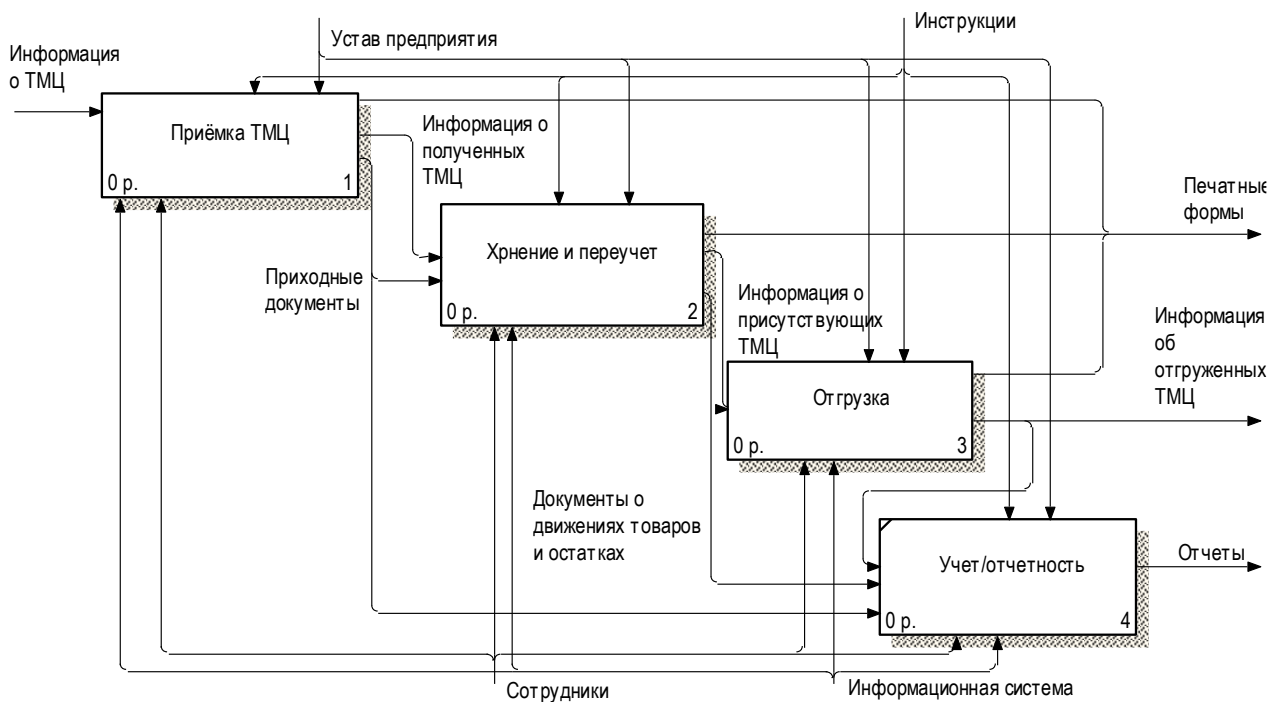 Инструкции
Устав предприятия
Информация
о ТМЦ
Приёмка ТМЦ
0 р.
1
Информация о
полученных
ТМЦ
Печатные
формы
Хрнение и переучет
0 р.
2
Приходные
документы
Информация о
присутствующих
ТМЦ
Информация
об
отгруженных
ТМЦ
Отгрузка
0 р.
3
Документы о
движениях товаров
и остатках
Учет/отчетность
0 р.
4
Отчеты
Сотрудники
Информационная система